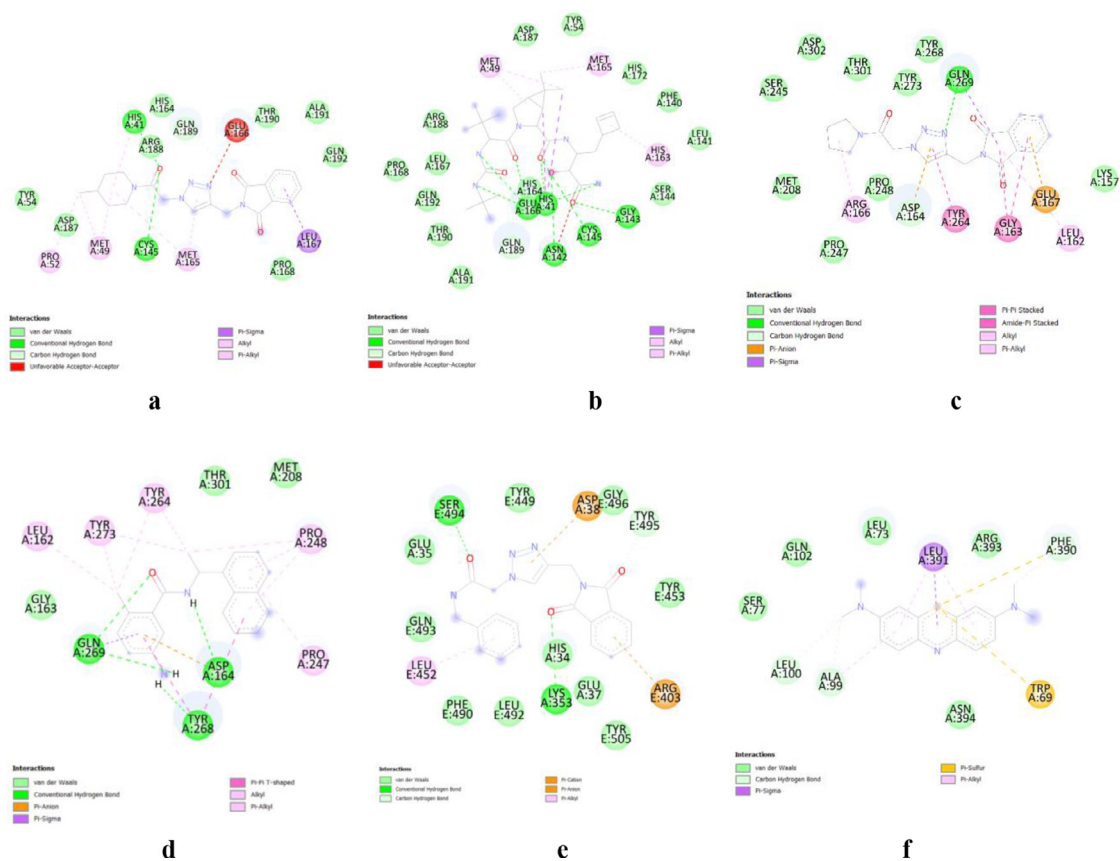 HIS
A:41
HIS
A:164
GLN
A:189
ARG
A:188
GLU
A:166
THR
A:190
ALA
A:191
GLN
A:192
TYR
A:54
ASP
A:187
PRO
A:52
MET
A:49
CYS
A:145
MET
A:165
LEU
A:167
PRO
A:168
Interactions
van der Waals
Conventional Hydrogen Bond
Carbon Hydrogen Bond
Unfavorable Acceptor-Acceptor
Pi-Sigma
Alkyl
Pi-Alkyl
a
ASP
A:187
TYR
A:54
MET
A:49
MET
A:165
HIS
A:172
PHE
A:140
ARG
A:188
LEU
A:141
PRO
A:168
LEU
A:167
HIS
A:163
GLN
A:192
HIS
A:164
GLU
A:166
HIS
A:41
SER
A:144
THR
A:190
GLN
A:189
ASN
A:142
CYS
A:145
GLY
A:143
ALA
A:191
Interactions
van der Waals
Conventional Hydrogen Bond
Carbon Hydrogen Bond
Unfavorable Acceptor-Acceptor
Pi-Sigma
Alkyl
Pi-Alkyl
b
ASP
A:302
THR
A:301
TYR
A:268
TYR
A:273
GLN
A:269
SER
A:245
MET
A:208
PRO
A:248
ARG
A:166
ASP
A:164
TYR
A:264
GLY
A:163
GLU
A:167
LYS
A:157
LEU
A:162
PRO
A:247
Interactions
van der Waals
Conventional Hydrogen Bond
Carbon Hydrogen Bond
Pi-Anion
Pi-Sigma
Pi-Pi Stacked
Amide-Pi Stacked
Alkyl
Pi-Alkyl
c
TYR
A:264
THR
A:301
MET
A:208
LEU
A:162
TYR
A:273
PRO
A:248
GLY
A:163
GLN
A:269
ASP
A:164
PRO
A:247
TYR
A:268
H
H
H
Interactions
van der Waals
Conventional Hydrogen Bond
Pi-Anion
Pi-Sigma
Pi-Pi T-shaped
Alkyl
Pi-Alkyl
d
SER
E:494
TYR
E:449
ASP
A:38
GLY
E:496
TYR
E:495
GLU
A:35
TYR
E:453
GLN
E:493
LEU
E:452
HIS
A:34
LYS
A:353
GLU
A:37
ARG
E:403
PHE
E:490
LEU
E:492
TYR
E:505
Interactions
van der Waals
Conventional Hydrogen Bond
Carbon Hydrogen Bond
Pi-Cation
Pi-Anion
Pi-Alkyl
e
LEU
A:73
GLN
A:102
LEU
A:391
ARG
A:393
PHE
A:390
SER
A:77
LEU
A:100
ALA
A:99
ASN
A:394
TRP
A:69
Interactions
van der Waals
Carbon Hydrogen Bond
Pi-Sigma
Pi-Sulfur
Pi-Alkyl
f